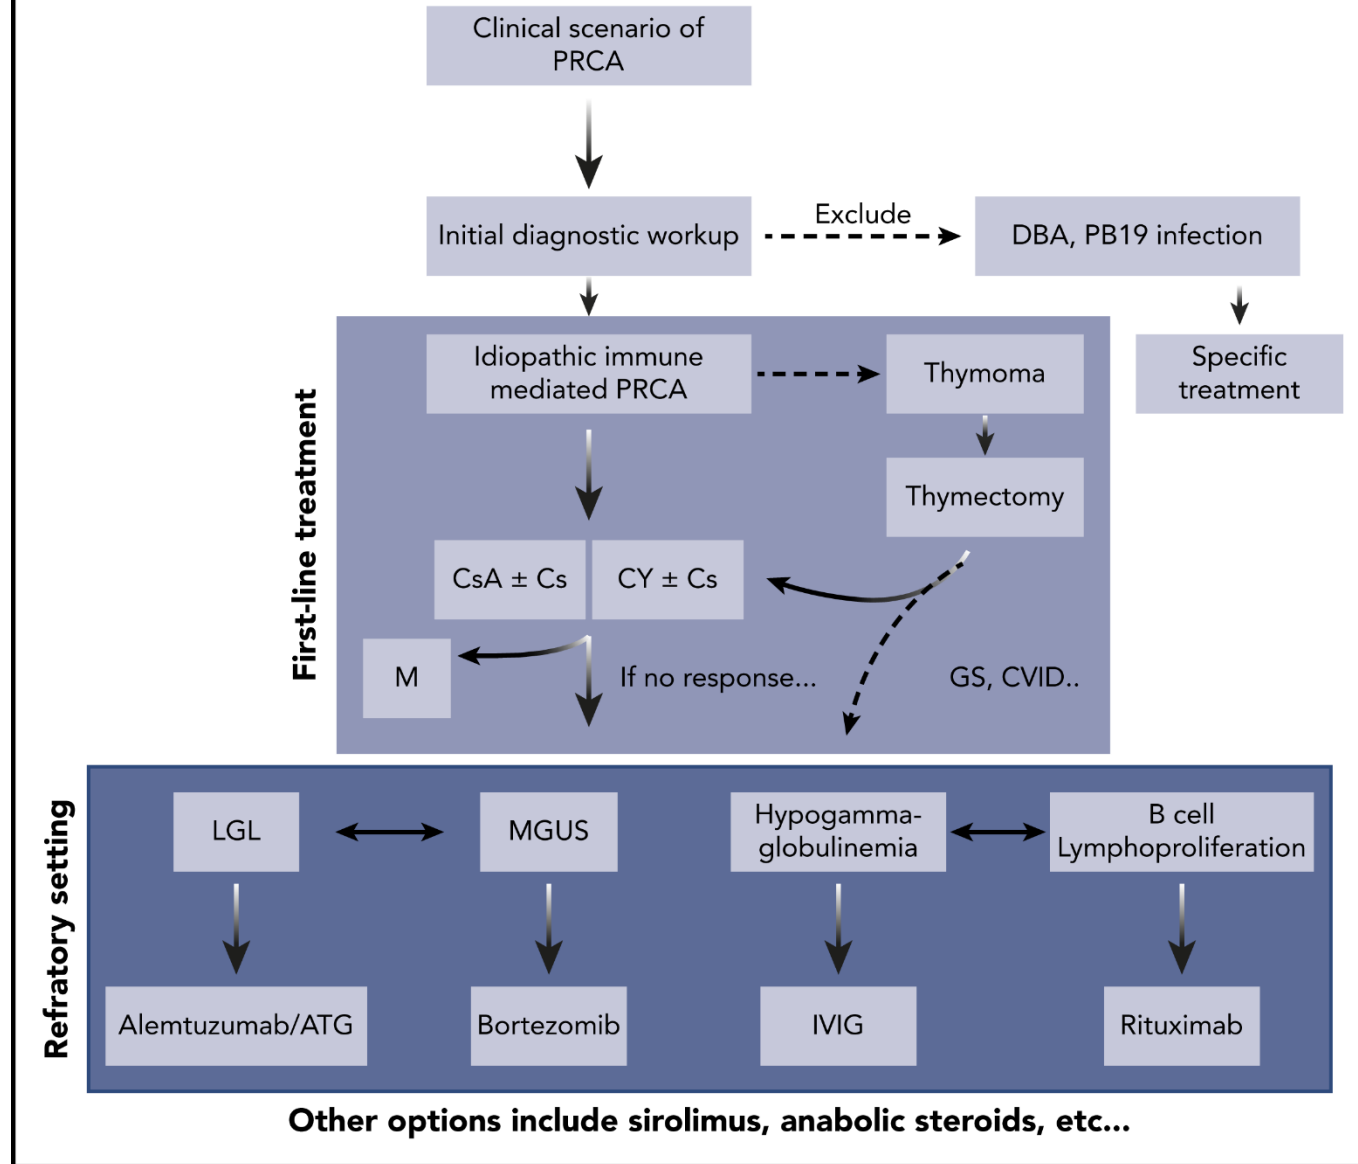 Clinical scenario of
PRCA
Initial diagnostic workup
Exclude
DBA, PB19 infection
Specific
treatment
First-line treatment
Idiopathic immune
mediated PRCA
Thymoma
Thymectomy
CsA ± Cs
CY ± Cs
M
If no response...
GS, CVID..
Refratory setting
LGL
MGUS
Hypogamma-
globulinemia
B cell
Lymphoproliferation
Alemtuzumab/ATG
Bortezomib
IVIG
Rituximab
Other options include sirolimus, anabolic steroids, etc...